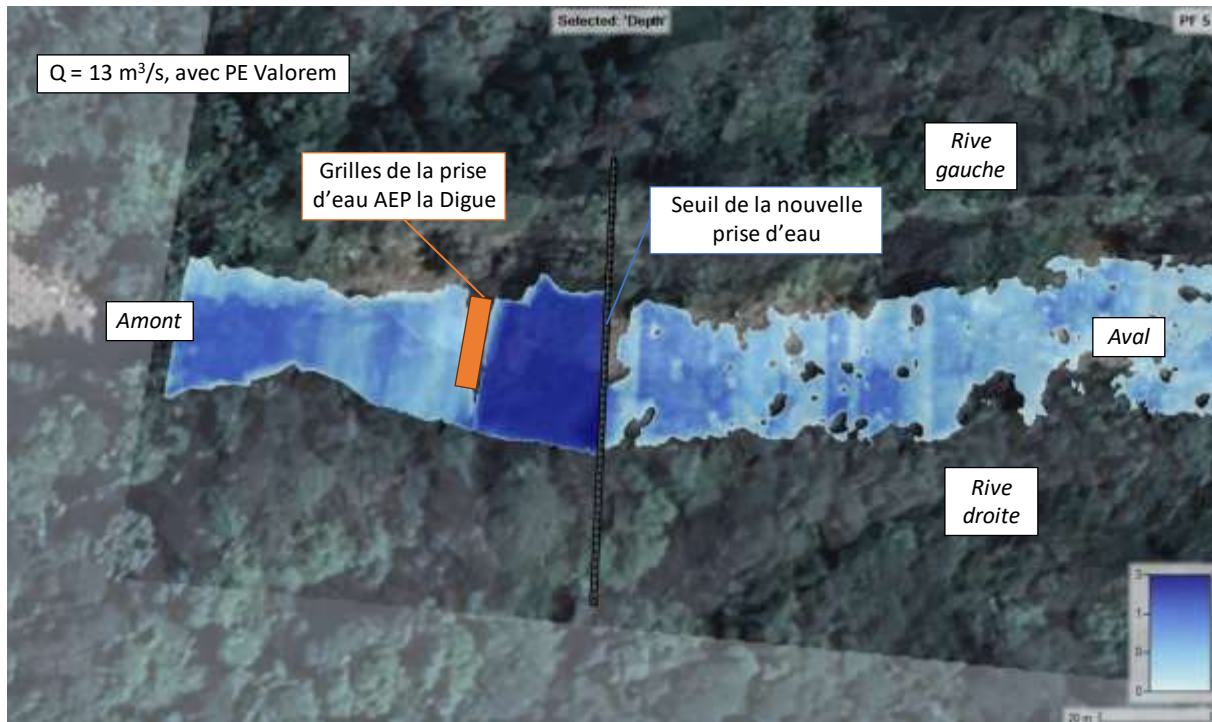 Selected: 'Depth'
PF 5
Q = 13 m³/s, avec PE Valorem
Rive
gauche
Grilles de la prise
d'eau AEP la Digue
Seuil de la nouvelle
prise d'eau
Amont
Aval
Rive
droite
3
1
0
0
20 m